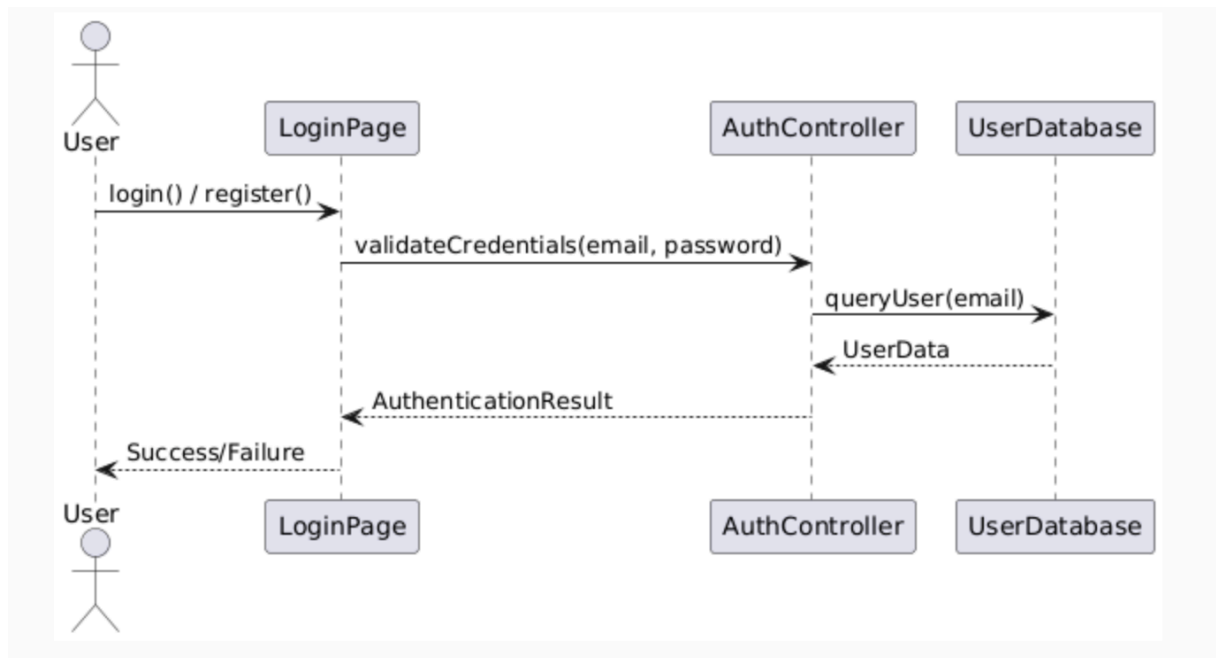 User
LoginPage
AuthController
UserDatabase
login() / register()
validateCredentials(email, password)
queryUser(email)
UserData
AuthenticationResult
Success/Failure
User
LoginPage
AuthController
UserDatabase